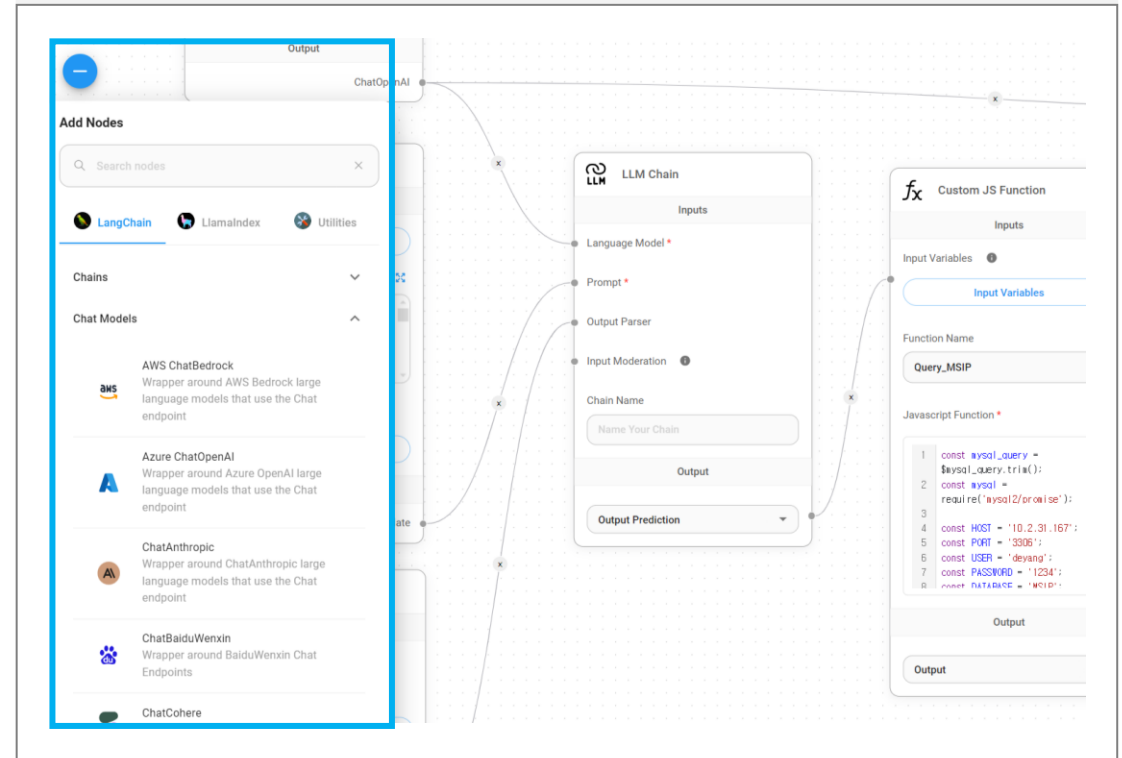 Output
ChatOpenAI
Add Nodes
Search nodes
LangChain
LlamaIndex
Utilities
Chains
Chat Models
AWS ChatBedrock
Wrapper around AWS Bedrock large
language models that use the Chat
endpoint
Azure ChatOpenAI
Wrapper around Azure OpenAI large
language models that use the Chat
endpoint
ChatAnthropic
Wrapper around ChatAnthropic large
language models that use the Chat
endpoint
ChatBaiduWenxin
Wrapper around BaiduWenxin Chat
Endpoints
ChatCohere
ate
LLM
LLM Chain
Inputs
Language Model *
Prompt *
Output Parser
Input Moderation
Chain Name
Name Your Chain
Output
Output Prediction
Custom JS Function
Inputs
Input Variables
Input Variables
Function Name
Query_MSIP
Javascript Function *
1 const mysql_query =
$mysql_query.trim();
2 const mysql =
require('mysql2/promise');
3
4 const HOST = '10.2.31.167';
5 const PORT = '3306';
6 const USER = 'deyang';
7 const PASSWORD = '1234';
8 const DATABASE = 'MSIP';
Output
Output